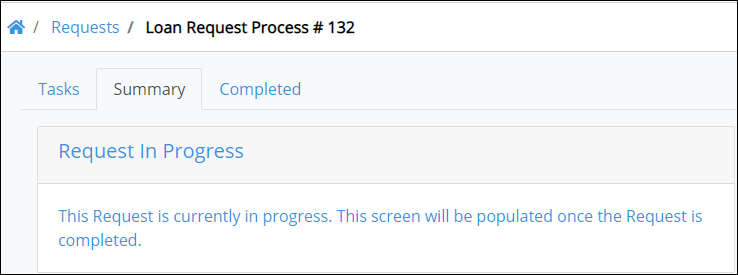 / Requests / Loan Request Process # 132
Tasks Summary Completed
Request In Progress
This Request is currently in progress. This screen will be populated once the Request is
completed.